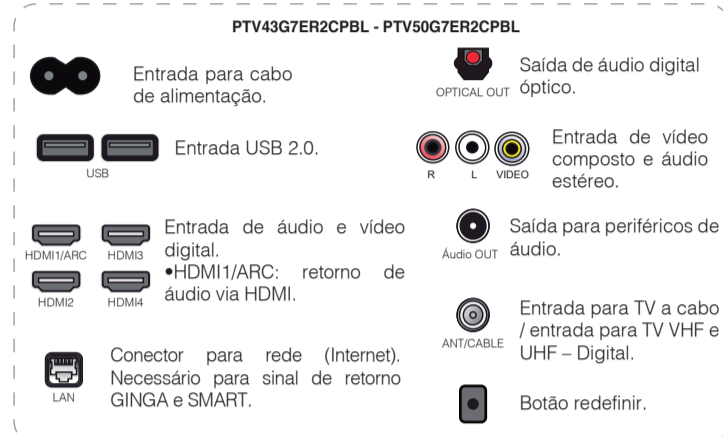 PTV43G7ER2CPBL - PTV50G7ER2CPBL
Entrada para cabo
de alimentação.
USB
Entrada USB 2.0.
HDMI1/ARC HDMI3
HDMI2 HDMI4
Entrada de áudio e vídeo
digital.
•HDMI1/ARC: retorno de
áudio via HDMI.
LAN
Conector para rede (Internet).
Necessário para sinal de retorno
GINGA e SMART.
OPTICAL OUT
Saída de áudio digital
óptico.
R L VIDEO
Entrada de vídeo
composto e áudio
estéreo.
Áudio OUT
Saída para periféricos de
áudio.
ANT/CABLE
Entrada para TV a cabo
/ entrada para TV VHF e
UHF – Digital.
Botão redefinir.